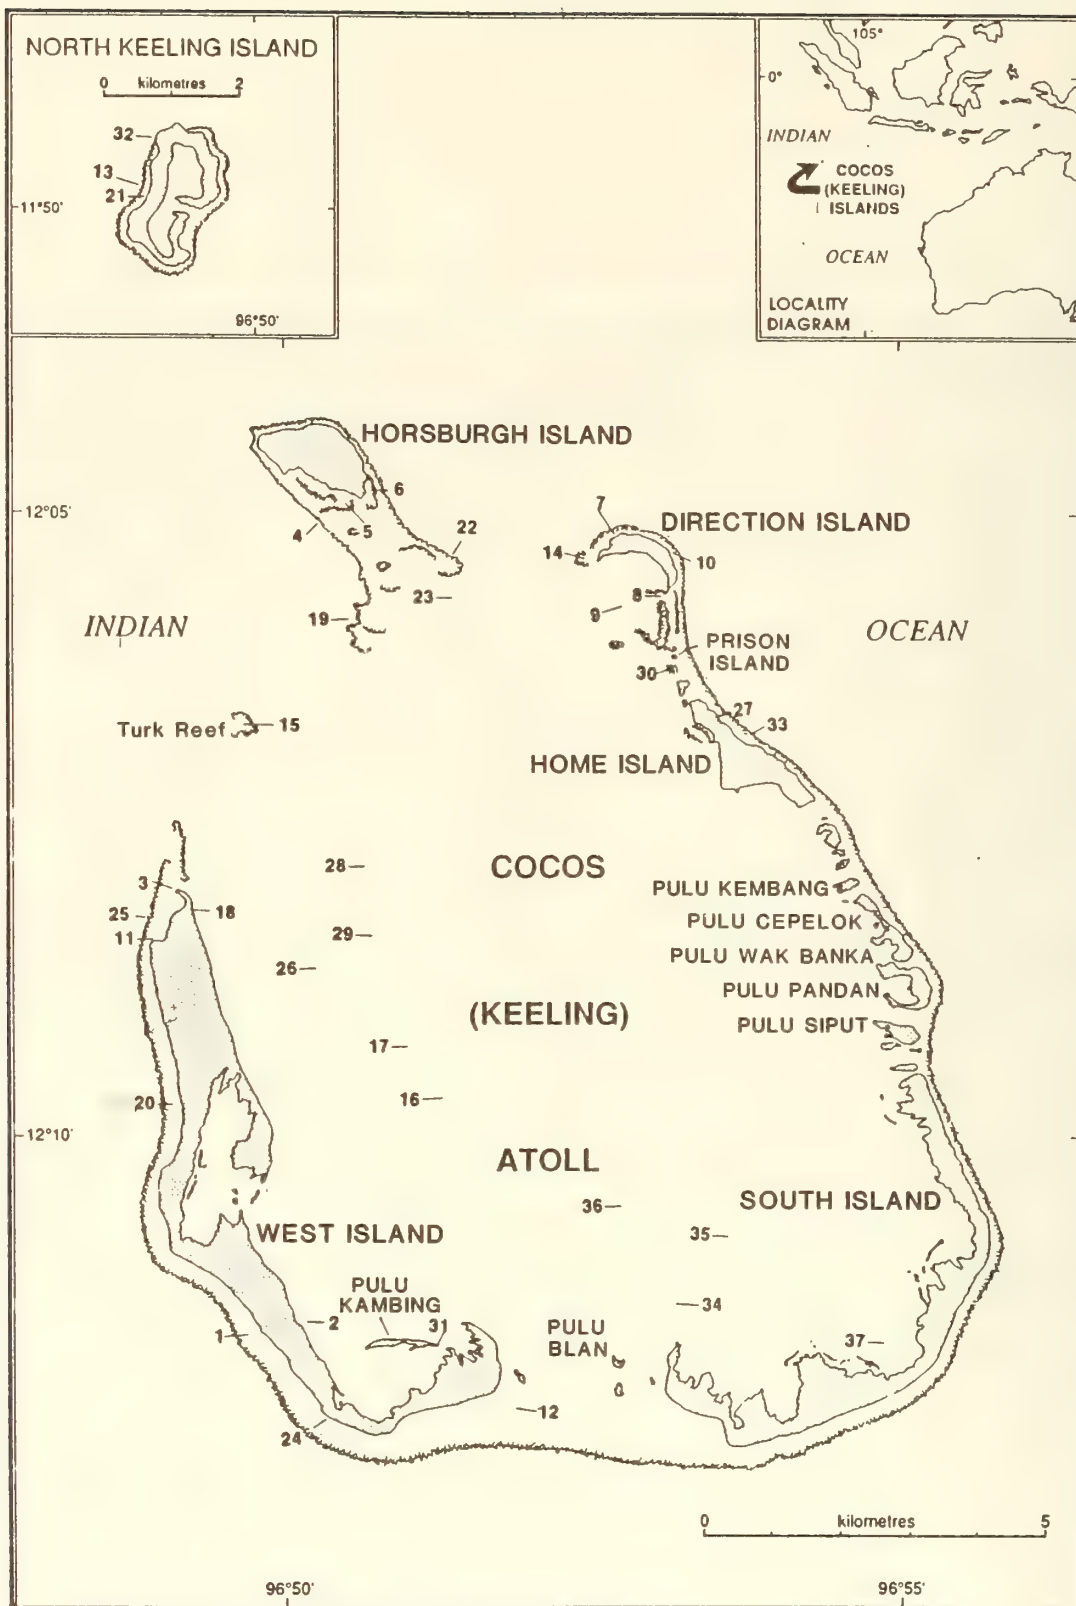 NORTH KEELING ISLAND
0 kilometres 2
32
13
21
11°50'
96°50'
105°
0°
INDIAN
COCOS
(KEELING)
ISLANDS
OCEAN
LOCALITY
DIAGRAM
HORSBURGH ISLAND
6
12°05'
4
5
22
7
DIRECTION ISLAND
14
10
23
8
9
19
INDIAN
OCEAN
PRISON
ISLAND
30
Turk Reef
15
27
33
HOME ISLAND
28
COCOS
3
25
18
11
PULU KEMBANG
PULU CEPELOK
29
26
PULU WAK BANKA
PULU PANDAN
(KEELING)
PULU SIPUT
17
16
20
12°10'
ATOLL
36
SOUTH ISLAND
35
WEST ISLAND
PULU
KAMBING
31
2
1
34
PULU
BLAN
37
12
24
0 kilometres 5
96°50'
96°55'